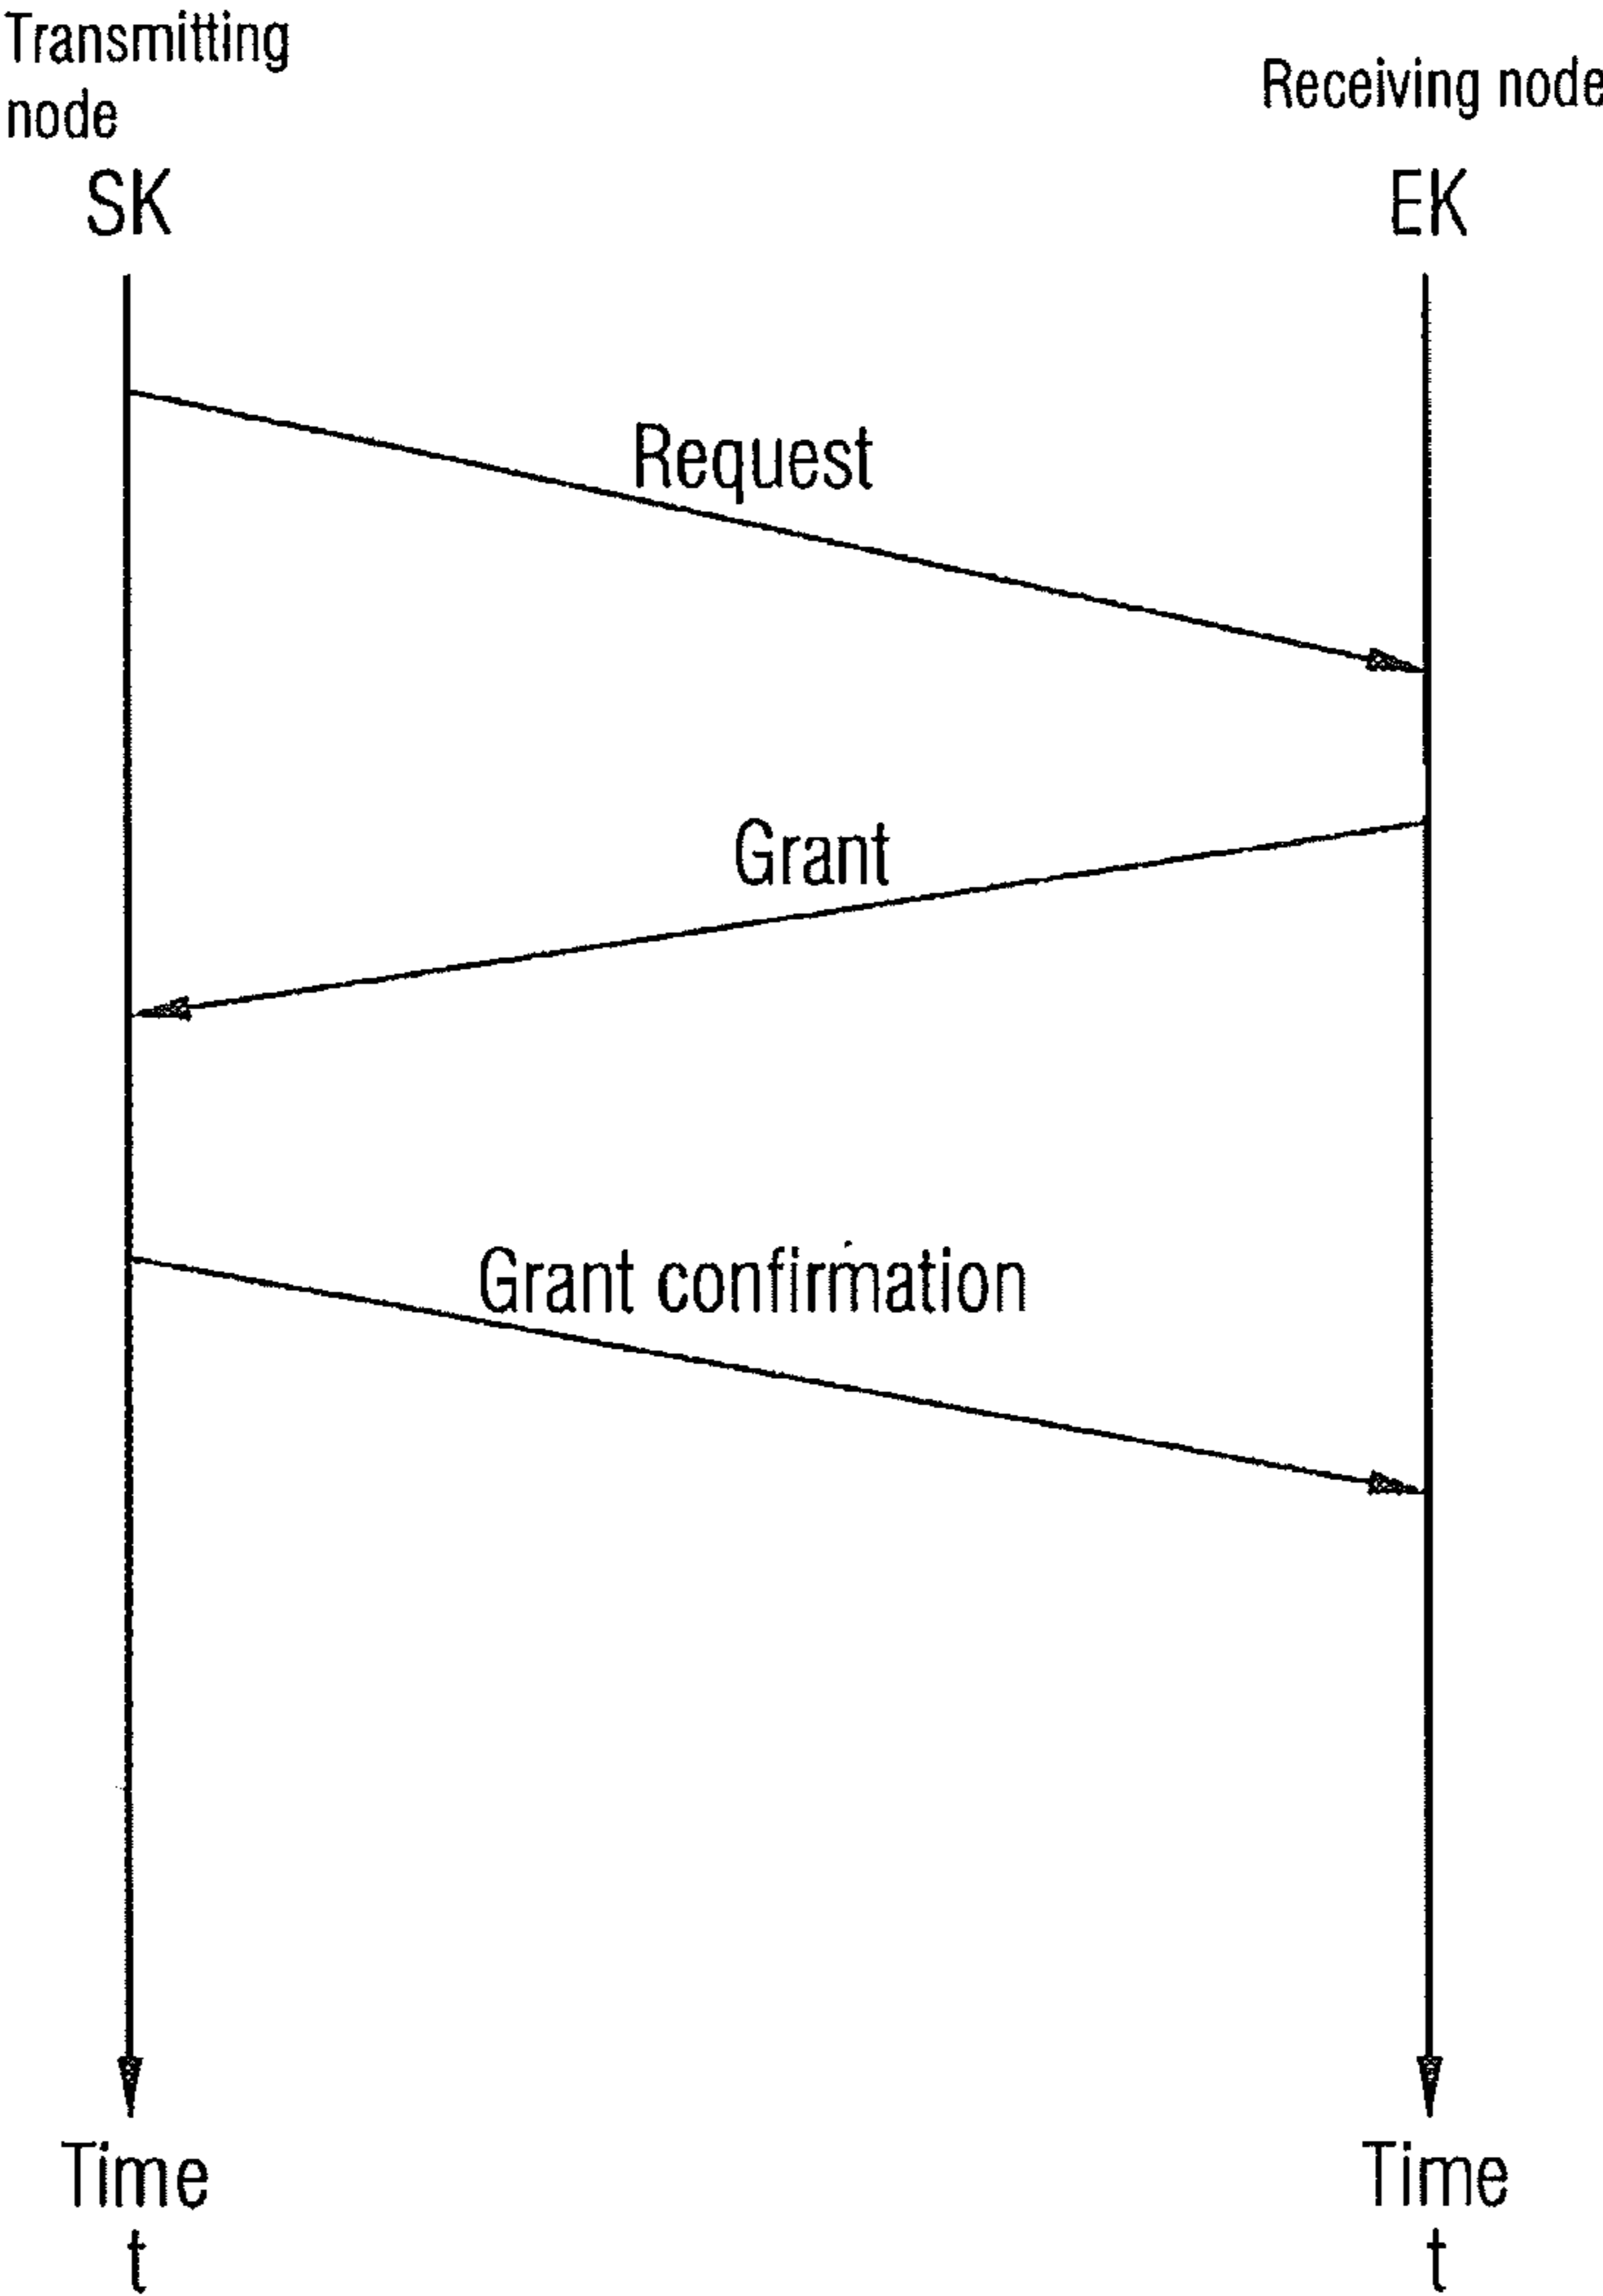 Transmitting
node
Receiving node
SK
EK
Request
Grant
Grant confirmation
Time
t
Time
t